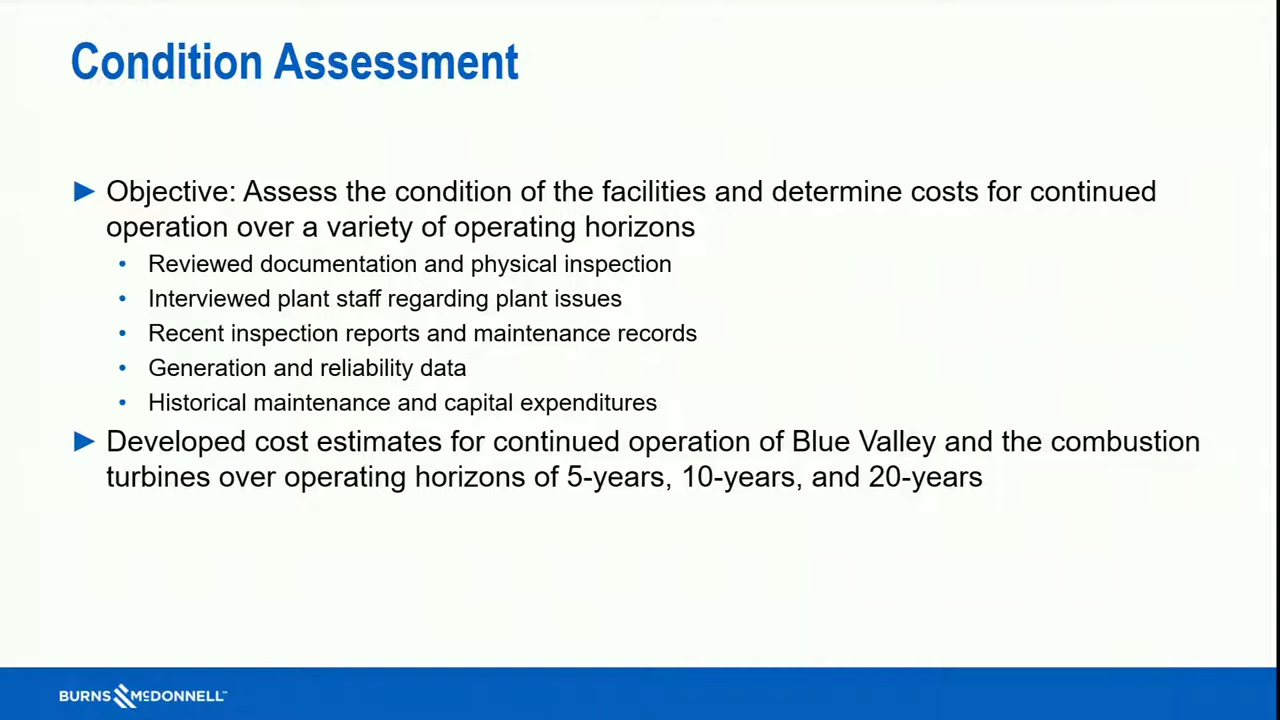 Condition Assessment
► Objective: Assess the condition of the facilities and determine costs for continued
operation over a variety of operating horizons
• Reviewed documentation and physical inspection
• Interviewed plant staff regarding plant issues
• Recent inspection reports and maintenance records
• Generation and reliability data
• Historical maintenance and capital expenditures
► Developed cost estimates for continued operation of Blue Valley and the combustion
turbines over operating horizons of 5-years, 10-years, and 20-years
BURNS McDONNELL™